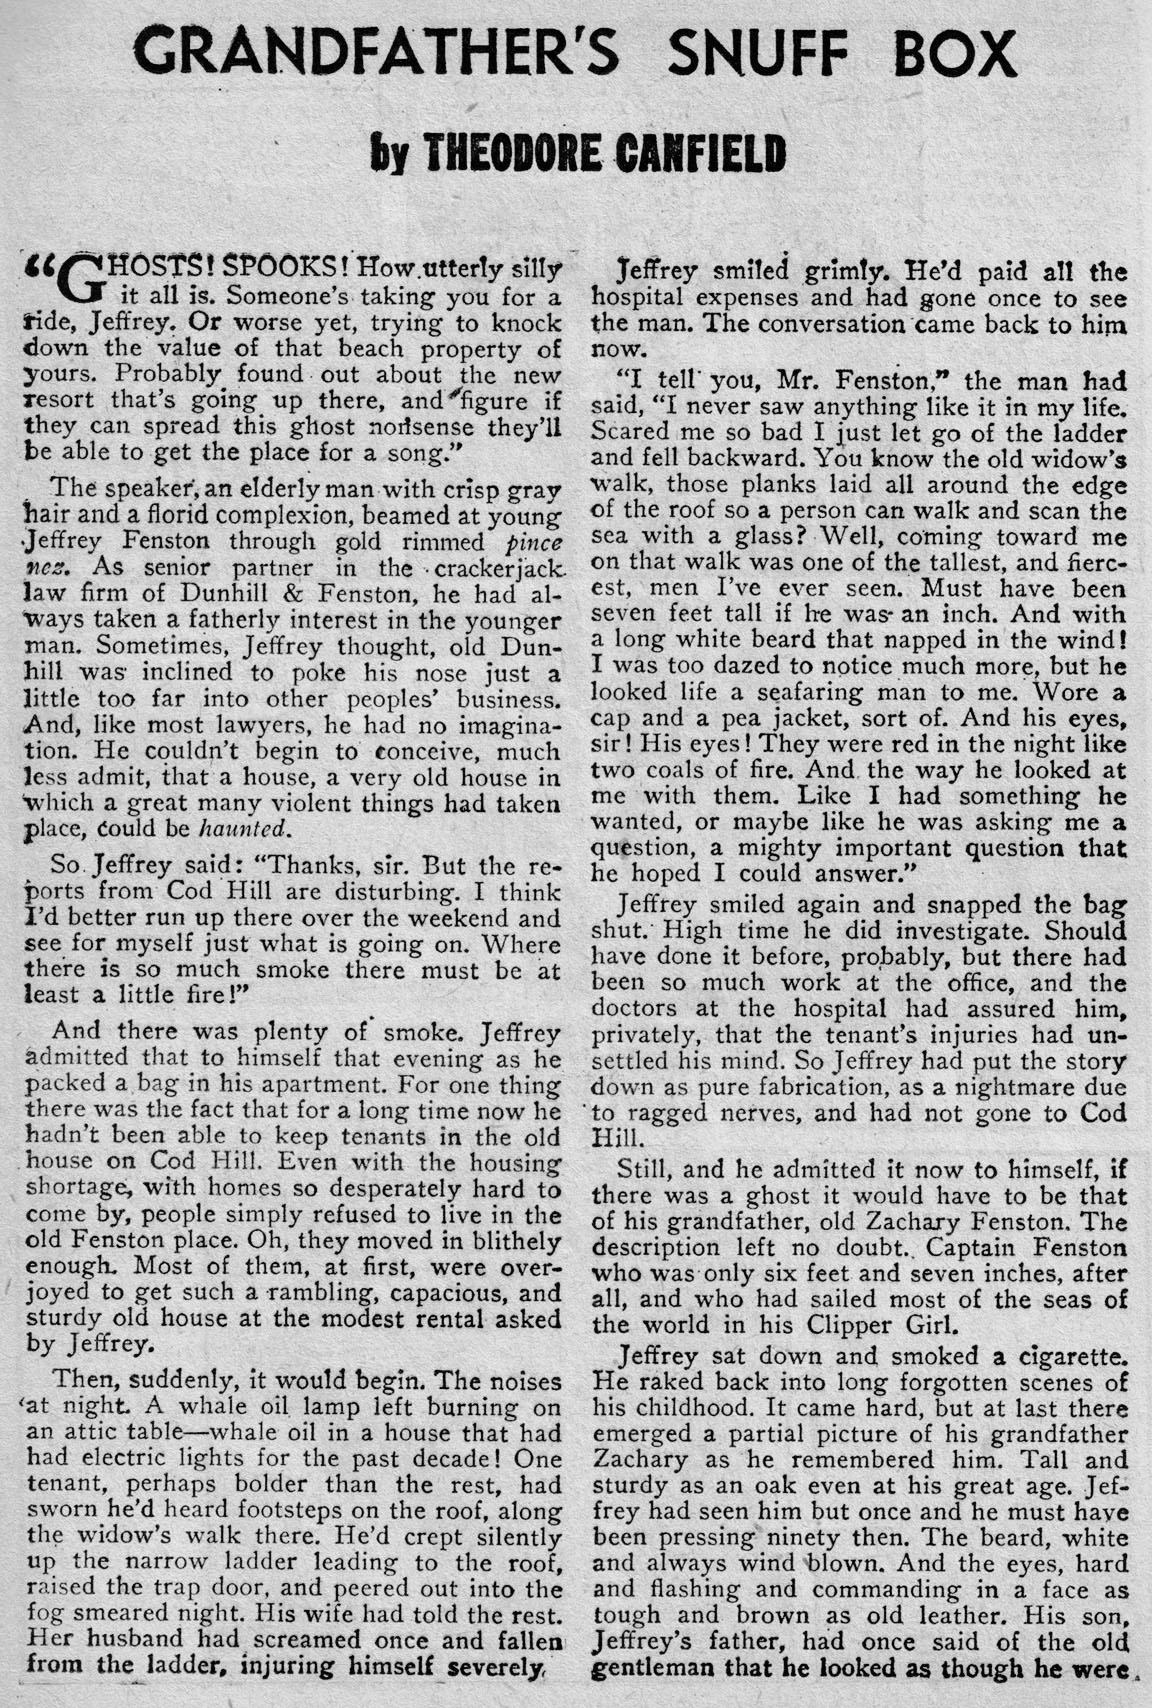 GRANDFATHER'S SNUFF BOX
by THEODORE CANFIELD
"GHOSTS! SPOOKS! How utterly silly
it all is. Someone's taking you for a
ride, Jeffrey. Or worse yet, trying to knock
down the value of that beach property of
yours. Probably found out about the new
resort that's going up there, and figure if
they can spread this ghost nonsense they'll
be able to get the place for a song."
The speaker, an elderly man with crisp gray
hair and a florid complexion, beamed at young
Jeffrey Fenston through gold rimmed pince
nez. As senior partner in the crackerjack
law firm of Dunhill & Fenston, he had al-
ways taken a fatherly interest in the younger
man. Sometimes, Jeffrey thought, old Dun-
hill was inclined to poke his nose just a
little too far into other peoples' business.
And, like most lawyers, he had no imagina-
tion. He couldn't begin to conceive, much
less admit, that a house, a very old house in
which a great many violent things had taken
place, could be haunted.
So Jeffrey said: "Thanks, sir. But the re-
ports from Cod Hill are disturbing. I think
I'd better run up there over the weekend and
see for myself just what is going on. Where
there is so much smoke there must be at
least a little fire!"
And there was plenty of smoke. Jeffrey
admitted that to himself that evening as he
packed a bag in his apartment. For one thing
there was the fact that for a long time now he
hadn't been able to keep tenants in the old
house on Cod Hill. Even with the housing
shortage, with homes so desperately hard to
come by, people simply refused to live in the
old Fenston place. Oh, they moved in blithely
enough. Most of them, at first, were over-
joyed to get such a rambling, capacious, and
sturdy old house at the modest rental asked
by Jeffrey.
Then, suddenly, it would begin. The noises
at night. A whale oil lamp left burning on
an attic table—whale oil in a house that had
had electric lights for the past decade! One
tenant, perhaps bolder than the rest, had
sworn he'd heard footsteps on the roof, along
the widow's walk there. He'd crept silently
up the narrow ladder leading to the roof,
raised the trap door, and peered out into the
fog smeared night. His wife had told the rest.
Her husband had screamed once and fallen
from the ladder, injuring himself severely.
Jeffrey smiled grimly. He'd paid all the
hospital expenses and had gone once to see
the man. The conversation came back to him
now.
"I tell you, Mr. Fenston," the man had
said, "I never saw anything like it in my life.
Scared me so bad I just let go of the ladder
and fell backward. You know the old widow's
walk, those planks laid all around the edge
of the roof so a person can walk and scan the
sea with a glass? Well, coming toward me
on that walk was one of the tallest, and fierc-
est, men I've ever seen. Must have been
seven feet tall if he was an inch. And with
a long white beard that napped in the wind!
I was too dazed to notice much more, but he
looked life a seafaring man to me. Wore a
cap and a pea jacket, sort of. And his eyes,
sir! His eyes! They were red in the night like
two coals of fire. And the way he looked at
me with them. Like I had something he
wanted, or maybe like he was asking me a
question, a mighty important question that
he hoped I could answer."
Jeffrey smiled again and snapped the bag
shut. High time he did investigate. Should
have done it before, probably, but there had
been so much work at the office, and the
doctors at the hospital had assured him,
privately, that the tenant's injuries had un-
settled his mind. So Jeffrey had put the story
down as pure fabrication, as a nightmare due
to ragged nerves, and had not gone to Cod
Hill.
Still, and he admitted it now to himself, if
there was a ghost it would have to be that
of his grandfather, old Zachary Fenston. The
description left no doubt. Captain Fenston
who was only six feet and seven inches, after
all, and who had sailed most of the seas of
the world in his Clipper Girl.
Jeffrey sat down and smoked a cigarette.
He raked back into long forgotten scenes of
his childhood. It came hard, but at last there
emerged a partial picture of his grandfather
Zachary as he remembered him. Tall and
sturdy as an oak even at his great age. Jef-
frey had seen him but once and he must have
been pressing ninety then. The beard, white
and always wind blown. And the eyes, hard
and flashing and commanding in a face as
tough and brown as old leather. His son,
Jeffrey's father, had once said of the old
gentleman that he looked as though he were